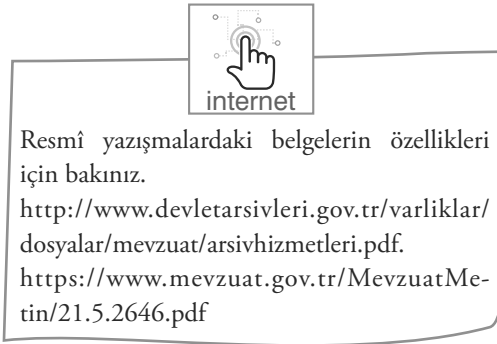 internet
Resmî yazışmalardaki belgelerin özellikleri
için bakınız.
http://www.devletarsivleri.gov.tr/varliklar/
dosyalar/mevzuat/arsivhizmetleri.pdf.
https://www.mevzuat.gov.tr/MevzuatMe-
tin/21.5.2646.pdf